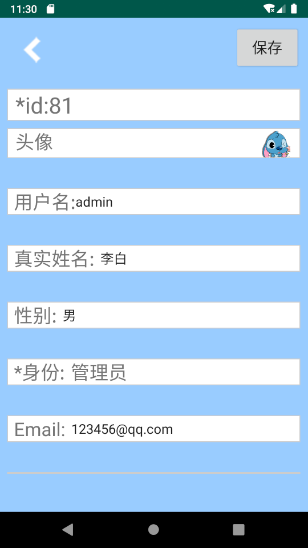 11:30
保存
*id:81
头像
用户名:admin
真实姓名: 李白
性别: 男
*身份: 管理员
Email: 123456@qq.com